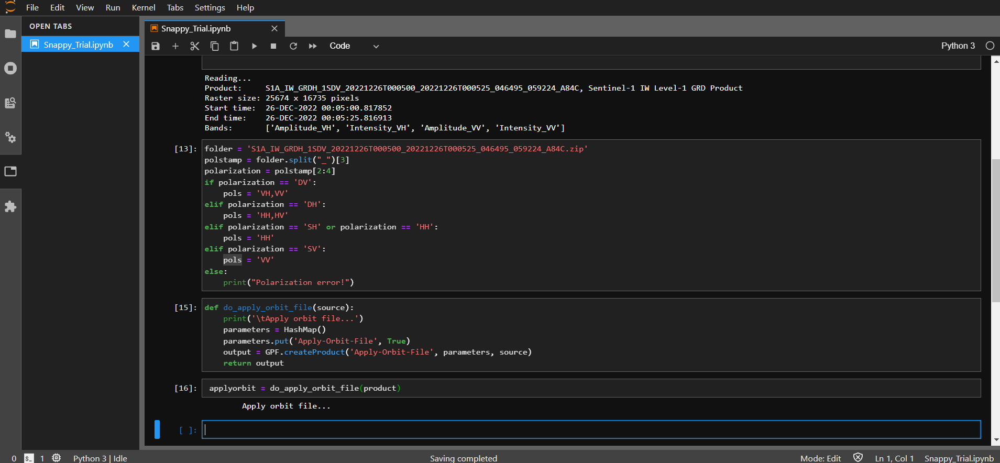 File Edit View Run Kernel Tabs Settings Help
OPEN TABS
Snappy_Trial.ipynb
Snappy_Trial.ipynb
Code
Python 3
Reading...
Product:     S1A_IW_GRDH_1SDV_20221226T000500_20221226T000525_046495_059224_A84C, Sentinel-1 IW Level-1 GRD Product
Raster size: 25674 x 16735 pixels
Start time:  26-DEC-2022 00:05:00.817852
End time:    26-DEC-2022 00:05:25.816913
Bands:       ['Amplitude_VH', 'Intensity_VH', 'Amplitude_VV', 'Intensity_VV']
[13]: folder = 'S1A_IW_GRDH_1SDV_20221226T000500_20221226T000525_046495_059224_A84C.zip'
polstamp = folder.split("_")[3]
polarization = polstamp[2:4]
if polarization == 'DV':
    pols = 'VH,VV'
elif polarization == 'DH':
    pols = 'HH,HV'
elif polarization == 'SH' or polarization == 'HH':
    pols = 'HH'
elif polarization == 'SV':
    pols = 'VV'
else:
    print("Polarization error!")
[15]: def do_apply_orbit_file(source):
    print('\tApply orbit file...')
    parameters = HashMap()
    parameters.put('Apply-Orbit-File', True)
    output = GPF.createProduct('Apply-Orbit-File', parameters, source)
    return output
[16]: applyorbit = do_apply_orbit_file(product)
Apply orbit file...
[ ]:
0 $_ 1 Python 3 | Idle Saving completed Mode: Edit Ln 1, Col 1 Snappy_Trial.ipynb